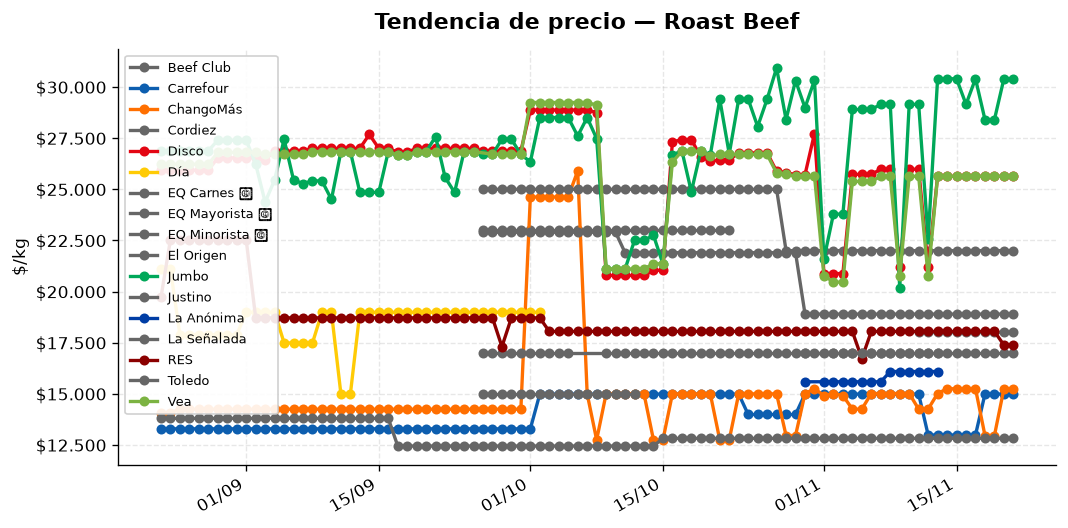 Tendencia de precio — Roast Beef
$/kg
$30.000
$27.500
$25.000
$22.500
$20.000
$17.500
$15.000
$12.500
Beef Club
Carrefour
ChangoMás
Cordiez
Disco
Día
EQ Carnes
EQ Mayorista
EQ Minorista
El Origen
Jumbo
Justino
La Anónima
La Señalada
RES
Toledo
Vea
01/09
15/09
01/10
15/10
01/11
15/11